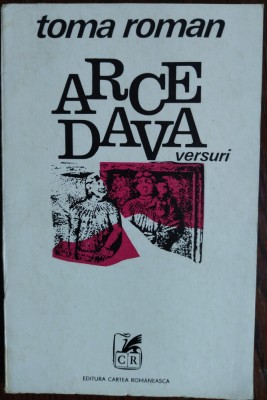 toma roman
ARCE
DAVA
versuri
CR
EDITURA CARTEA ROMÂNEASCĂ